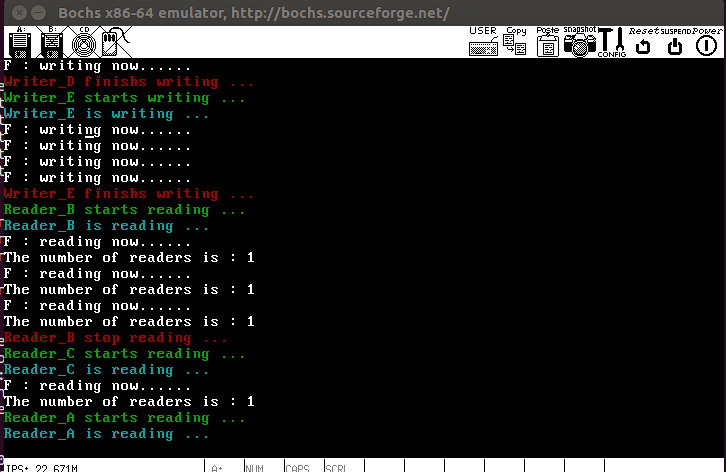 Bochs x86-64 emulator, http://bochs.sourceforge.net/
A: B: CD USER Copy Paste snapshot CONFIG Reset SUSPEND Power
F : writing now......
Writer_D finishs writing ...
Writer_E starts writing ...
Writer_E is writing ...
F : writing now......
F : writing now......
F : writing now......
F : writing now......
Writer_E finishs writing ...
Reader_B starts reading ...
Reader_B is reading ...
F : reading now......
The number of readers is : 1
F : reading now......
The number of readers is : 1
F : reading now......
The number of readers is : 1
Reader_B stop reading ...
Reader_C starts reading ...
Reader_C is reading ...
F : reading now......
The number of readers is : 1
Reader_A starts reading ...
Reader_A is reading ...
IPS: 22.671M A: NUM CAPS SCRL